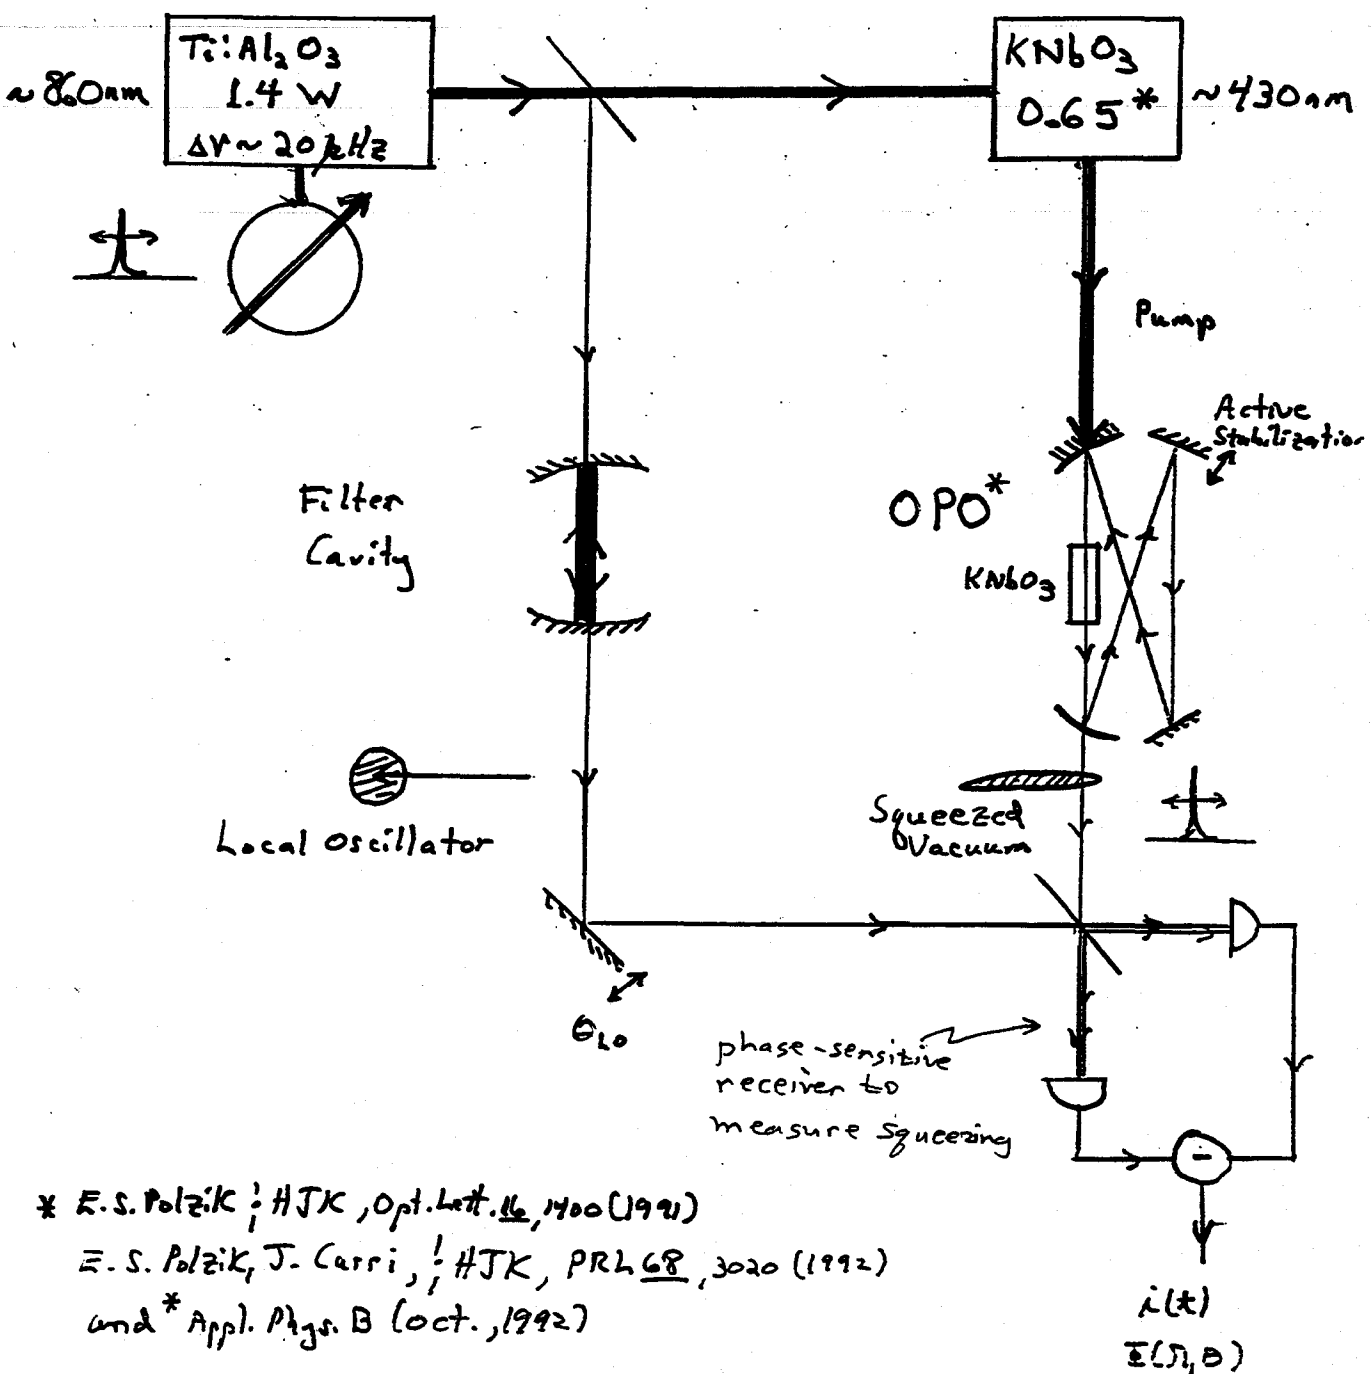 Ti:Al₂O₃
1.4 W
Δν ~ 20 kHz
~ 860nm
KNbO₃
0.65*
~430nm
Pump
Active
Stabilization
Filter
Cavity
OPO*
KNbO₃
Local Oscillator
Squeezed
Vacuum
θLO
phase-sensitive
receiver to
measure squeezing
-
i(t)
Φ(Ω,θ)
* E.S. Polzik & HJK, Opt. Lett. 16, 1400 (1991)
E.S. Polzik, J. Carri, & HJK, PRL 68, 3020 (1992)
and * Appl. Phys. B (Oct., 1992)